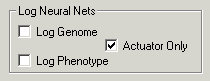 Log Neural Nets
Log Genome
Actuator Only
Log Phenotype